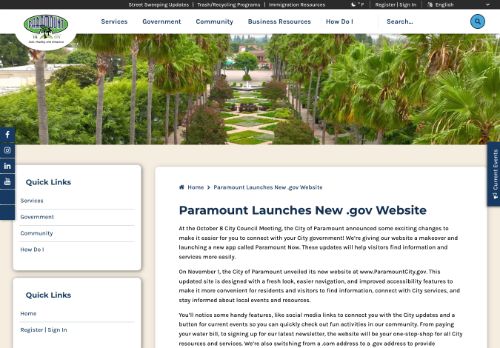 Street Sweeping Updates | Trash/Recycling Programs | Immigration Resources
° F | Register | Sign In | English
PARAMOUNT
Services Government Community Business Resources How Do I Search...
Current Events
Quick Links
Services
Government
Community
How Do I
Quick Links
Home
Register | Sign In
Home > Paramount Launches New .gov Website
Paramount Launches New .gov Website
At the October 8 City Council Meeting, the City of Paramount announced some exciting changes to
make it easier for you to connect with your City government! We're giving our website a makeover and
launching a new app called Paramount Now. These updates will help visitors find information and
services more easily.
On November 1, the City of Paramount unveiled its new website at www.ParamountCity.gov. This
updated site is designed with a fresh look, easier navigation, and improved accessibility features to
make it more convenient for residents and visitors to find information, connect with City services, and
stay informed about local events and resources.
You'll notice some handy features, like social media links to connect you with the City updates and a
button for current events so you can quickly check out fun activities in our community. From paying
your water bill, to signing up for our latest newsletter, the website will be your one-stop-shop for all
City resources and services. We're also switching from a .com address to a .gov address to provide